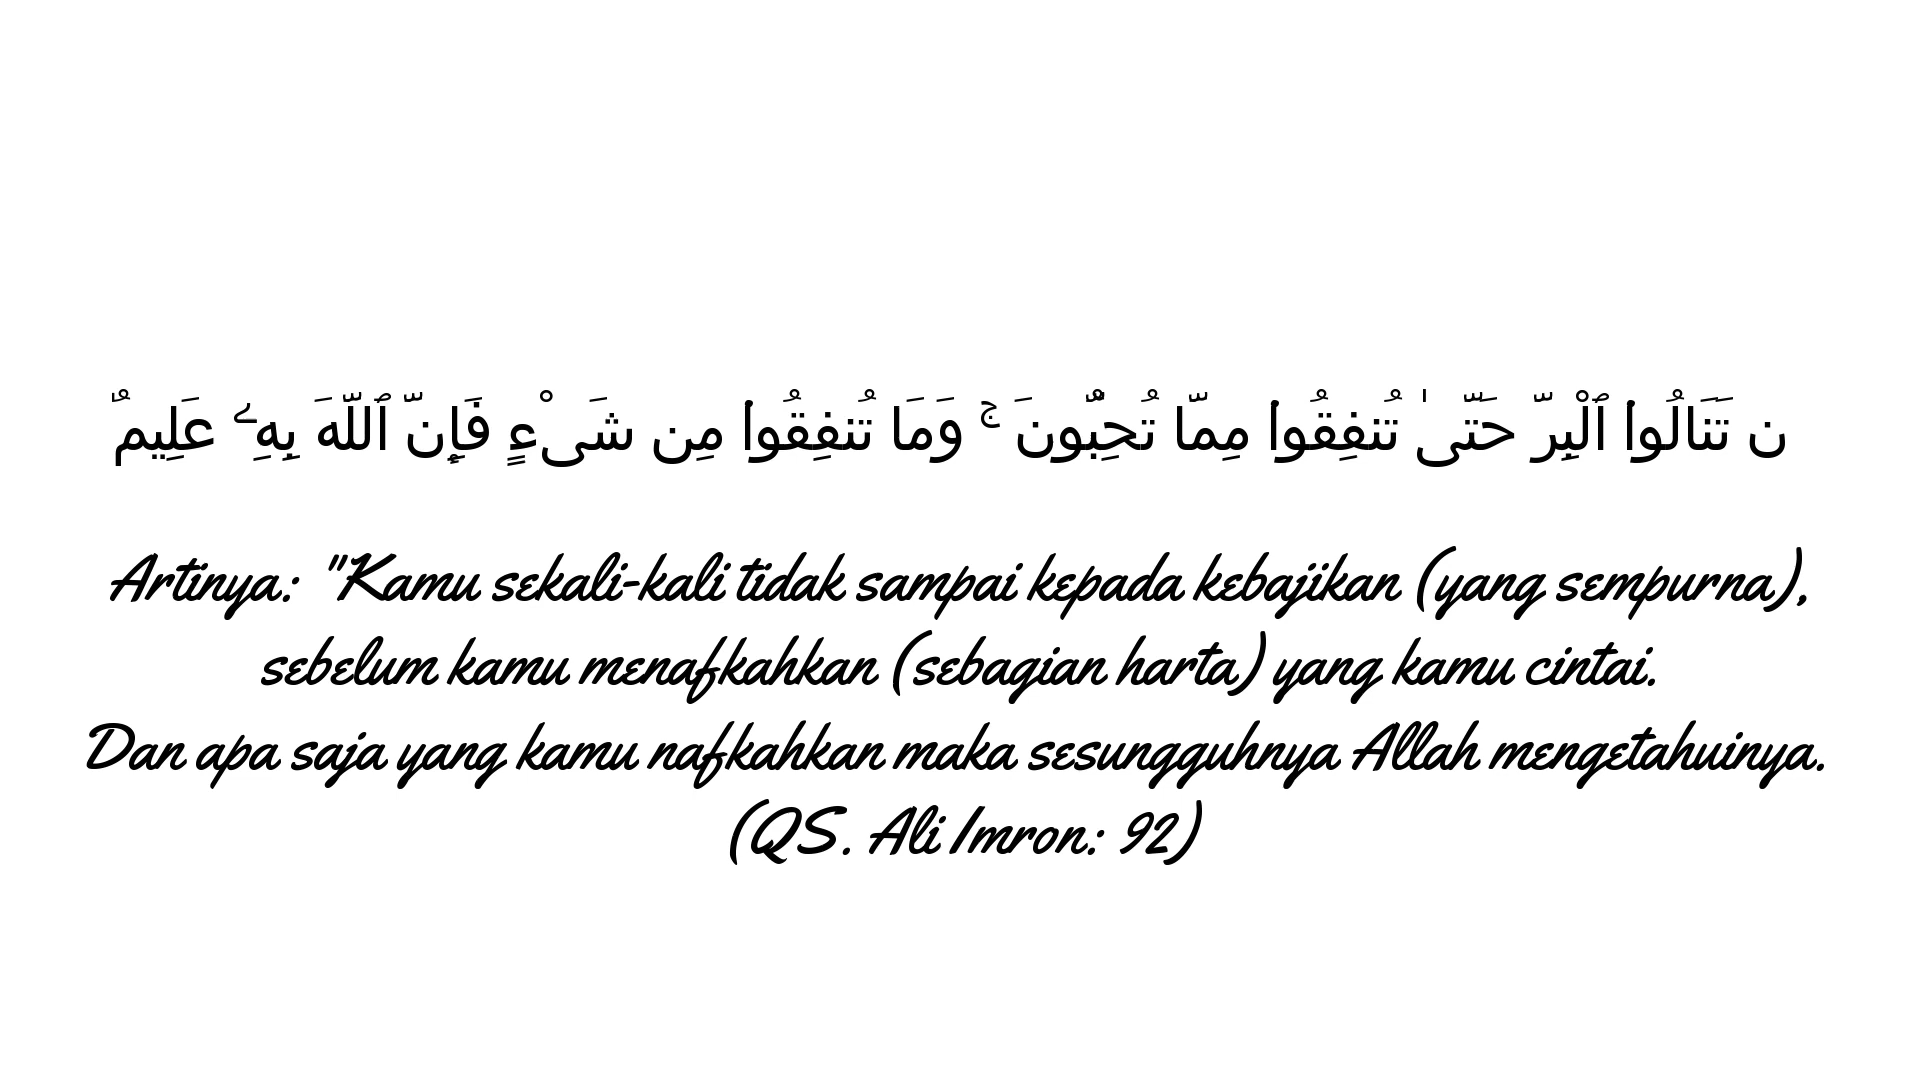 ن تَنَالُوا۟ ٱلْبِرَّ حَتَّىٰ تُنفِقُوا۟ مِمَّا تُحِبُّونَ ۚ وَمَا تُنفِقُوا۟ مِن شَىْءٍ فَإِنَّ ٱللَّهَ بِهِۦ عَلِيمٌ
Artinya: "Kamu sekali-kali tidak sampai kepada kebajikan (yang sempurna),
sebelum kamu menafkahkan (sebagian harta) yang kamu cintai.
Dan apa saja yang kamu nafkahkan maka sesungguhnya Allah mengetahuinya.
(QS. Ali Imron: 92)